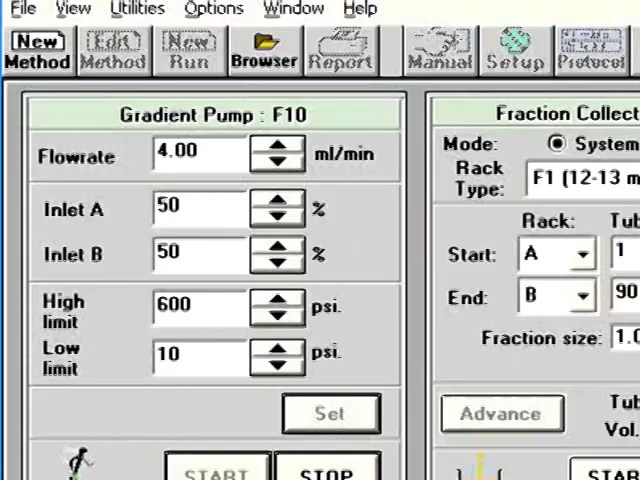 File View Utilities Options Window Help
New Method Edit Method New Run Browser Report Manual Setup Protocol
Gradient Pump : F10
Flowrate 4.00 ml/min
Inlet A 50 %
Inlet B 50 %
High limit 600 psi.
Low limit 10 psi.
Set
START STOP
Fraction Collect
Mode: System
Rack Type: F1 (12-13 m
Rack: Tu
Start: A 1
End: B 90
Fraction size: 1.0
Advance Tu
Vol.
STAR